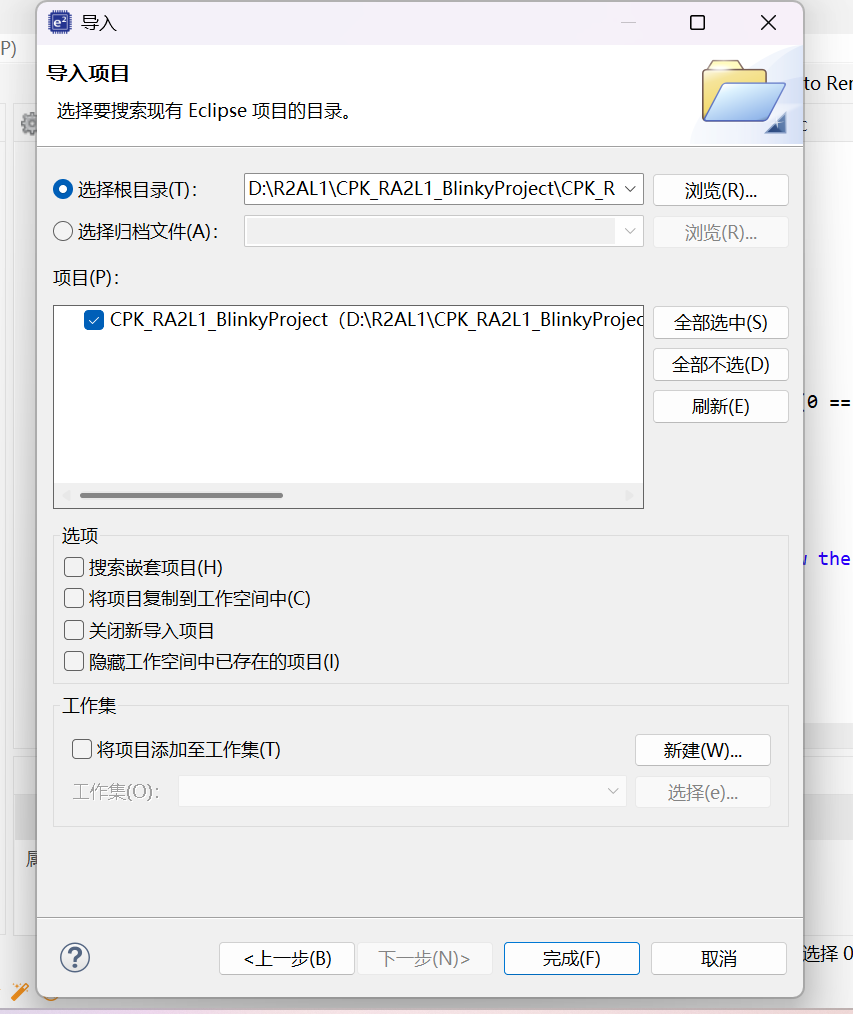 导入
P)
导入项目
选择要搜索现有 Eclipse 项目的目录。
to Ren
选择根目录(T):
D:\R2AL1\CPK_RA2L1_BlinkyProject\CPK_R
浏览(R)...
选择归档文件(A):
浏览(R)...
项目(P):
CPK_RA2L1_BlinkyProject（D:\R2AL1\CPK_RA2L1_BlinkyProjec
全部选中(S)
全部不选(D)
刷新(E)
0 ==
选项
搜索嵌套项目(H)
the
将项目复制到工作空间中(C)
关闭新导入项目
隐藏工作空间中已存在的项目(I)
工作集
将项目添加至工作集(T)
新建(W)...
工作集(O):
选择(e)...
<上一步(B)
下一步(N)>
完成(F)
取消
选择 0